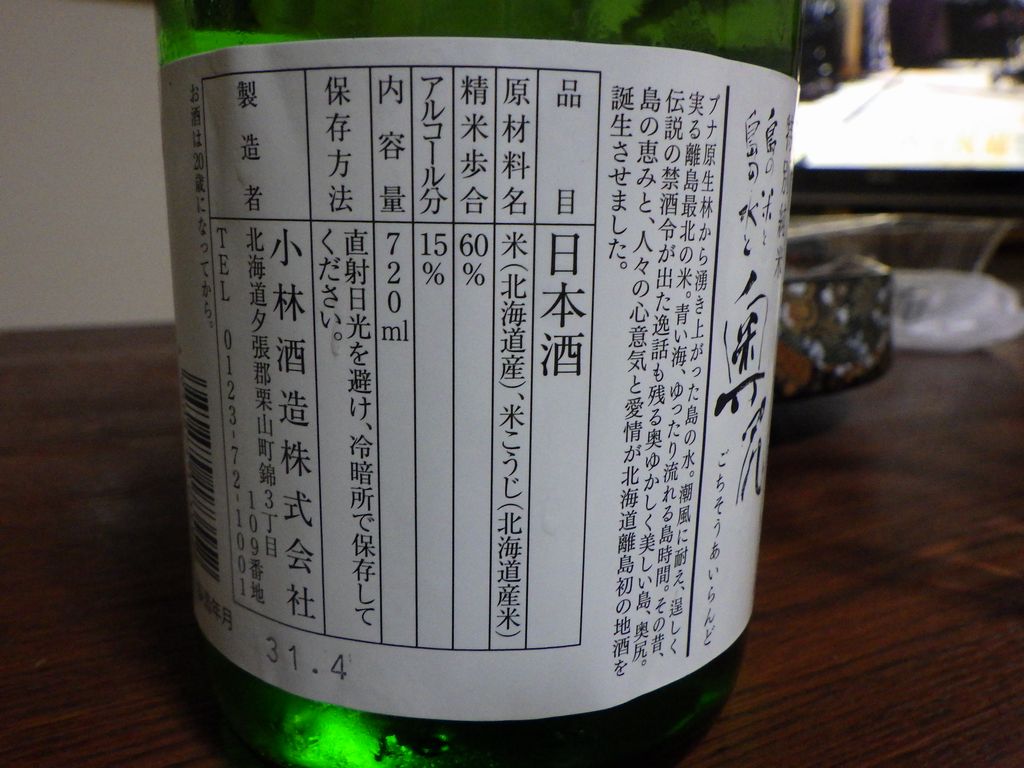 特別純米
島の米と
島の水と
奥尻
ごちそうあいらんど
ブナ原生林から湧き上がった島の水。潮風に耐え、逞しく
実る離島最北の米。青い海、ゆったり流れる島時間。その昔、
伝説の禁酒令が出た逸話も残る奥ゆかしく美しい島、奥尻。
島の恵みと、人々の心意気と愛情が北海道離島初の地酒を
誕生させました。
品目 日本酒
原材料名 米(北海道産)、米こうじ(北海道産米)
精米歩合 60%
アルコール分 15%
内容量 720ml
保存方法 直射日光を避け、冷暗所で保存して
ください。
製造者 小林酒造株式会社
北海道夕張郡栗山町錦3丁目
109番地
TEL 0123-72-1001
お酒は20歳になってから。
年月
31.4